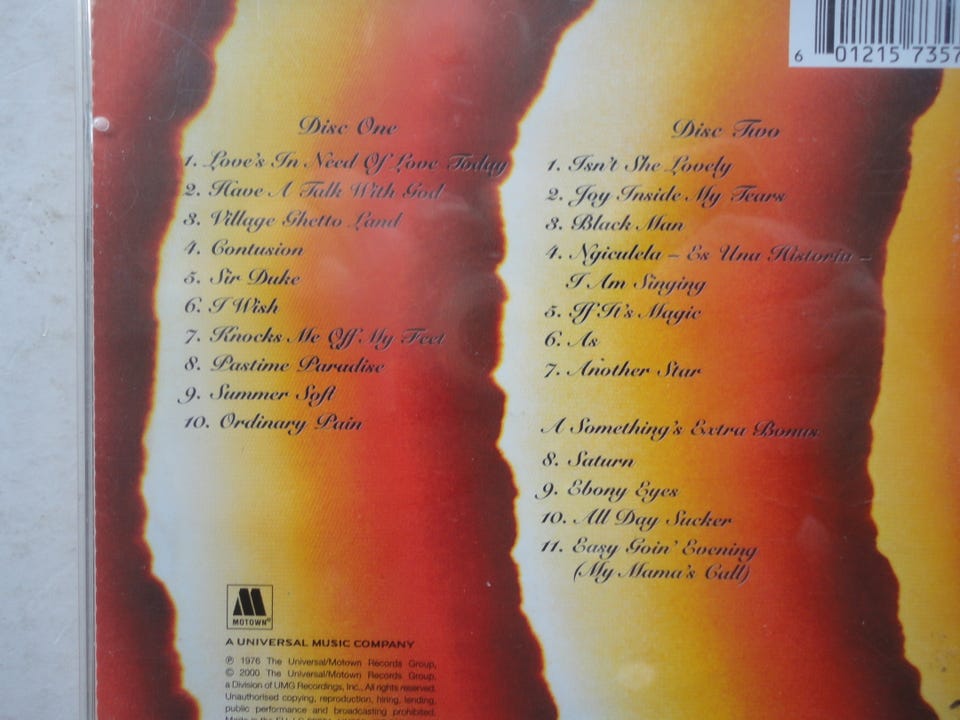 6 01215 7357
Disc One
1. Love's In Need Of Love Today
2. Have A Talk With God
3. Village Ghetto Land
4. Contusion
5. Sir Duke
6. I Wish
7. Knocks Me Off My Feet
8. Pastime Paradise
9. Summer Soft
10. Ordinary Pain
Disc Two
1. Isn't She Lovely
2. Joy Inside My Tears
3. Black Man
4. Ngiculela – Es Una Historia –
I Am Singing
5. If It's Magic
6. As
7. Another Star
A Something's Extra Bonus
8. Saturn
9. Ebony Eyes
10. All Day Sucker
11. Easy Goin' Evening
(My Mama's Call)
MOTOWN®
A UNIVERSAL MUSIC COMPANY
℗ 1976 The Universal/Motown Records Group,
© 2000 The Universal/Motown Records Group,
a Division of UMG Recordings, Inc., All rights reserved.
Unauthorised copying, reproduction, hiring, lending,
public performance and broadcasting prohibited.
Made in the EU.